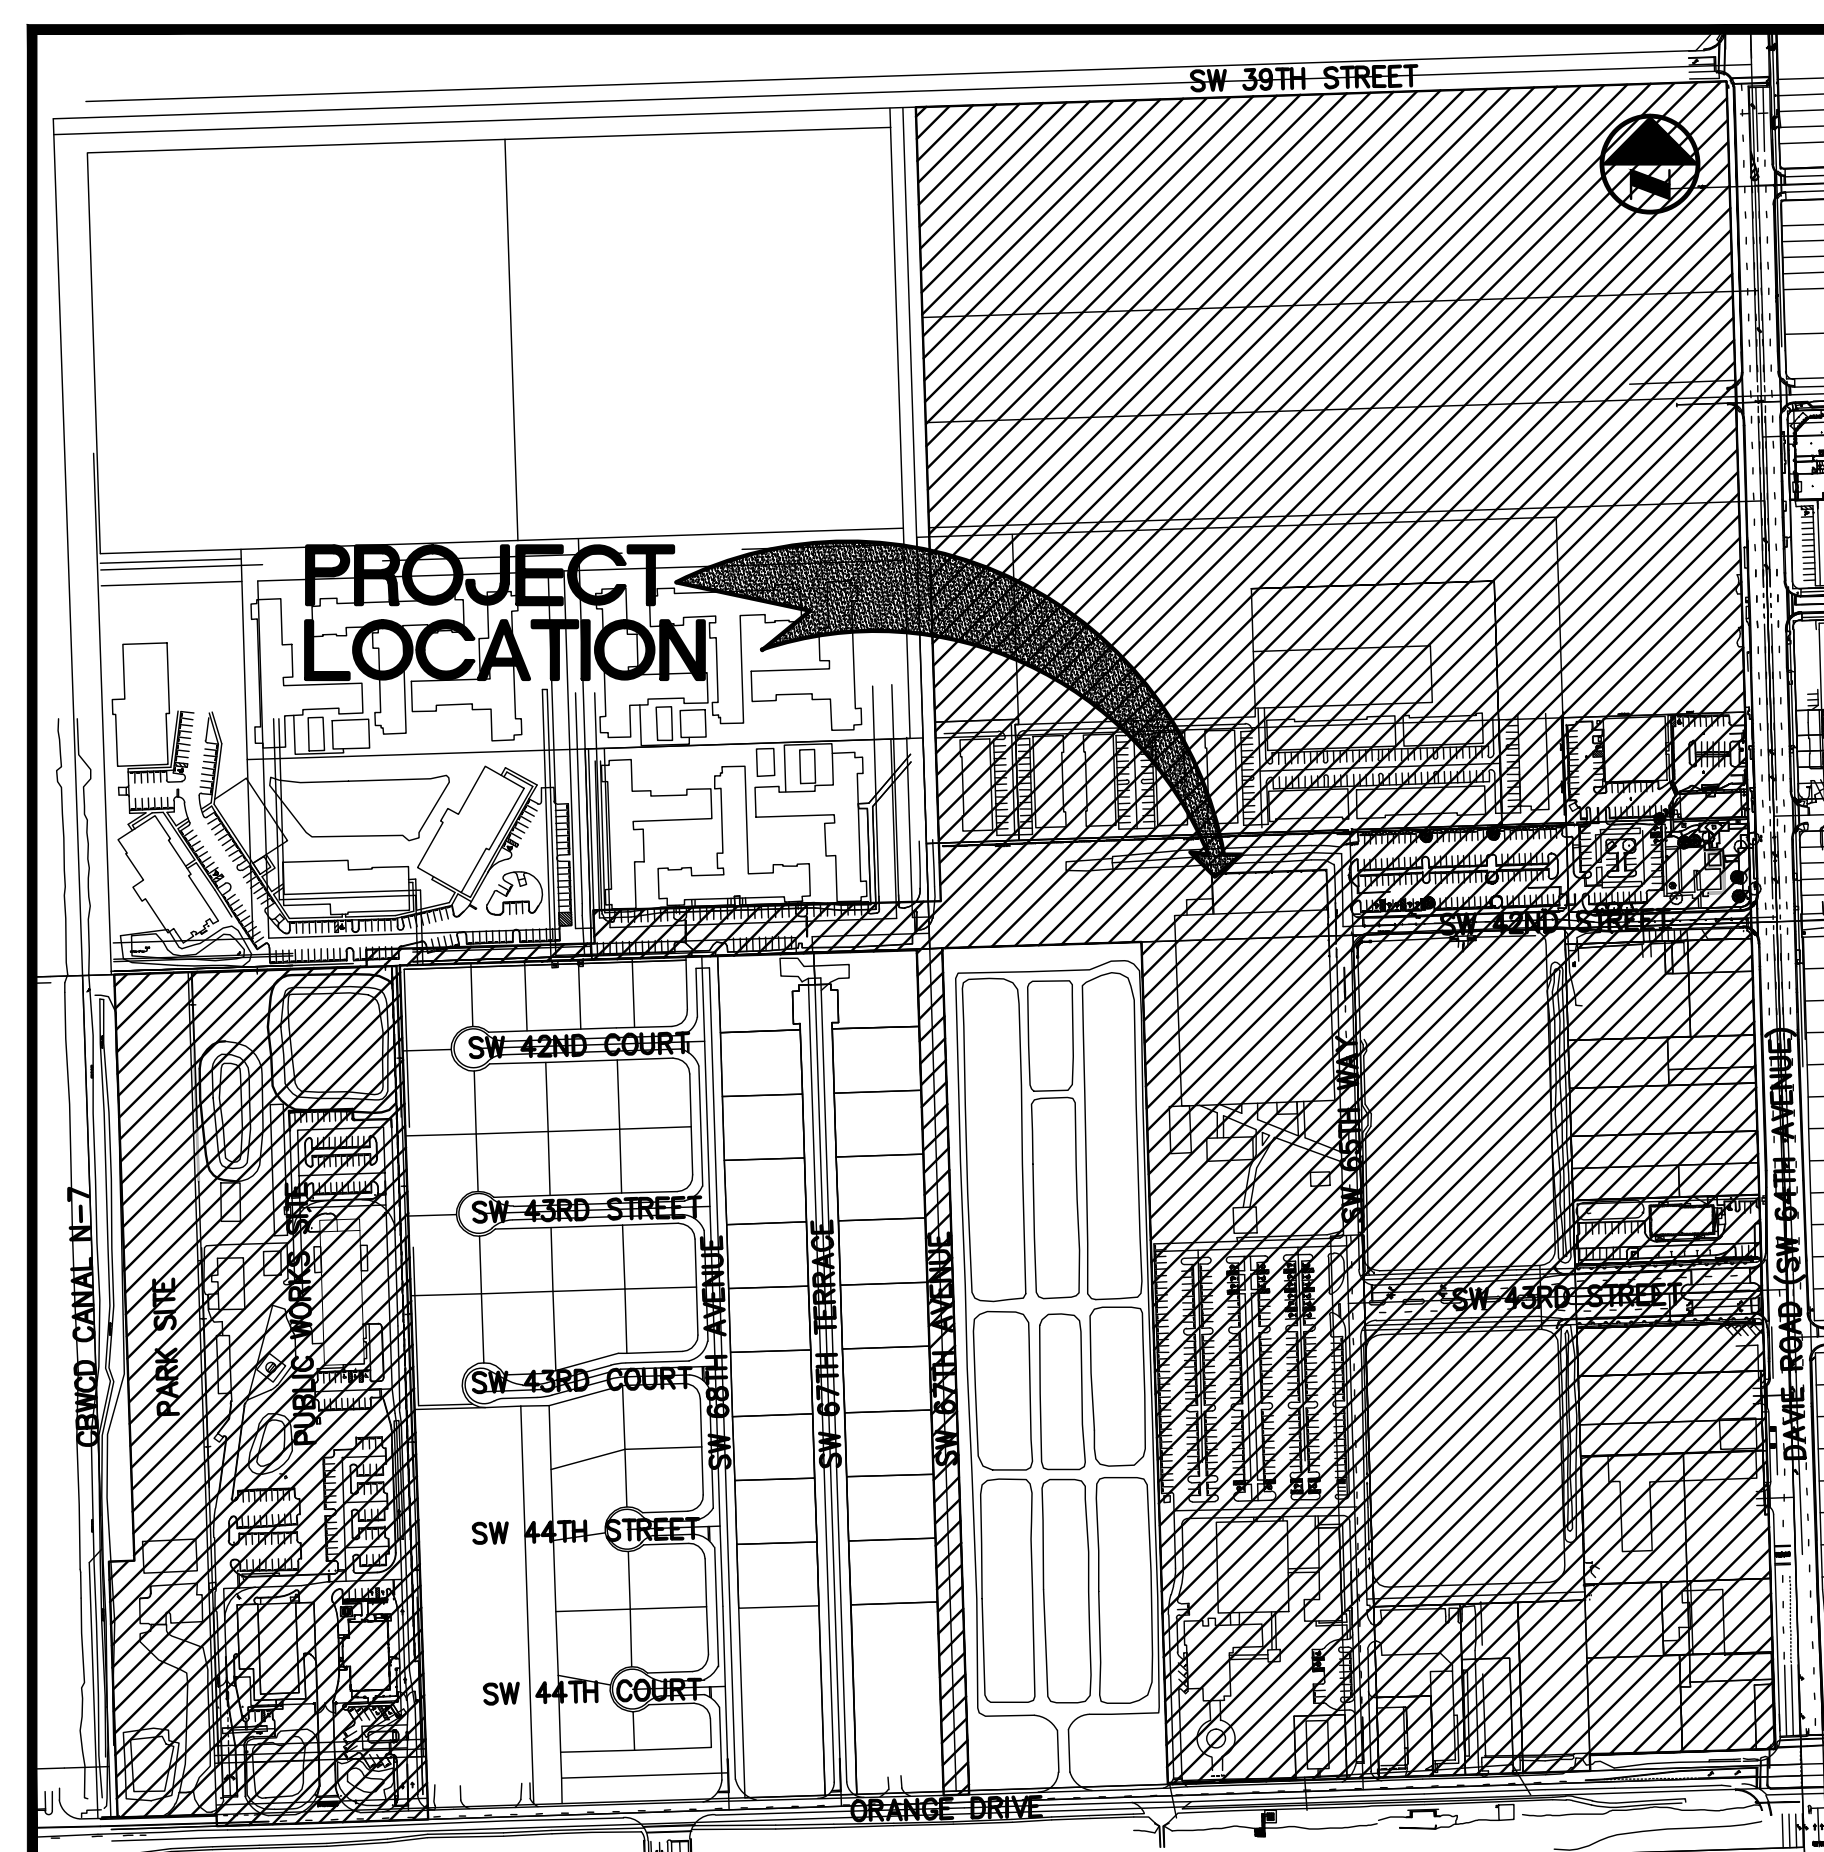 SW 39TH STREET
N
PROJECT
LOCATION
SW 42ND STREET
SW 42ND COURT
SW 65TH WAY
DAVIE ROAD (SW 64TH AVENUE)
CBWCD CANAL N-7
PARK SITE
PUBLIC WORKS SITE
SW 43RD STREET
SW 68TH AVENUE
SW 67TH TERRACE
SW 67TH AVENUE
SW 43RD STREET
SW 43RD COURT
SW 44TH STREET
SW 44TH COURT
ORANGE DRIVE